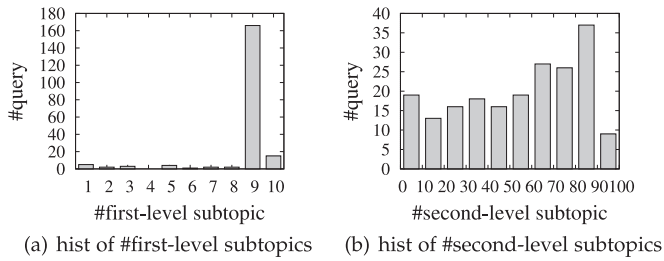 180
160
140
120
100
80
60
40
20
0
#query
1 2 3 4 5 6 7 8 9 10
#first-level subtopic
(a) hist of #first-level subtopics
40
35
30
25
20
15
10
5
0
#query
0 10 20 30 40 50 60 70 80 90 100
#second-level subtopic
(b) hist of #second-level subtopics